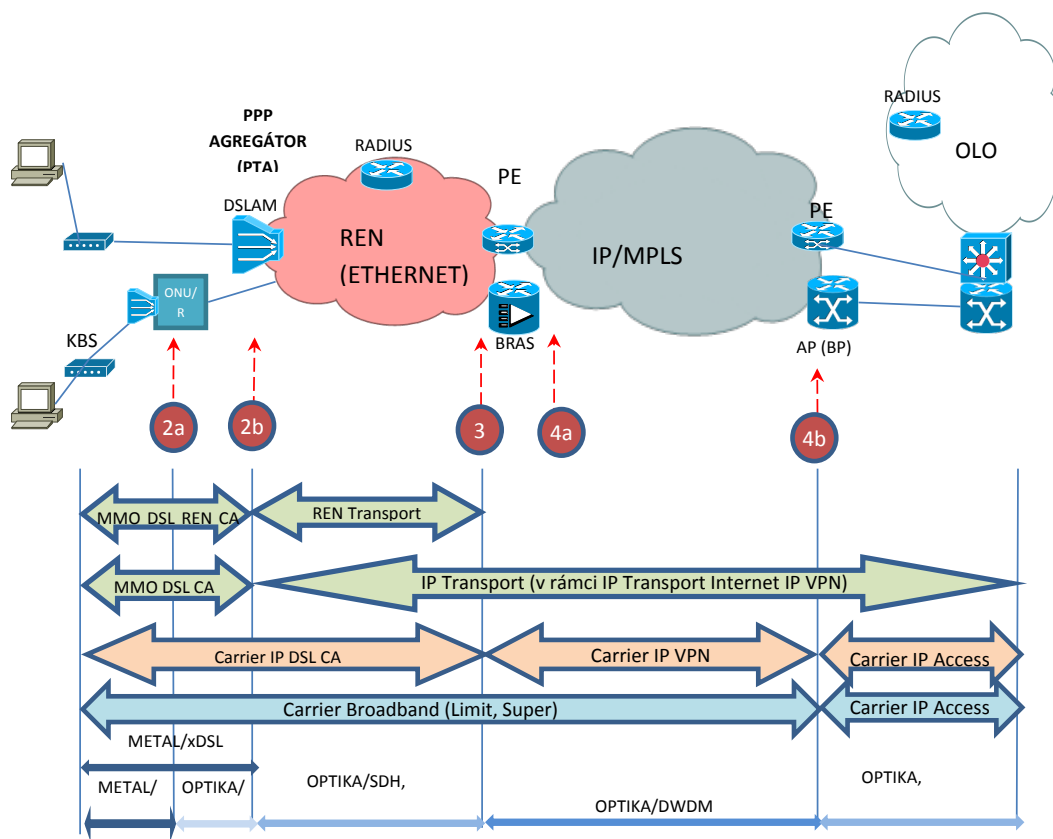 RADIUS
OLO
PPP
AGREGÁTOR
(PTA)
RADIUS
PE
DSLAM
PE
REN
(ETHERNET)
IP/MPLS
ONU/
R
KBS
BRAS
AP (BP)
2a
2b
3
4a
4b
MMO DSL REN CA
REN Transport
MMO DSL CA
IP Transport (v rámci IP Transport Internet IP VPN)
Carrier IP DSL CA
Carrier IP VPN
Carrier IP Access
Carrier Broadband (Limit, Super)
Carrier IP Access
METAL/xDSL
METAL/
OPTIKA/
OPTIKA/SDH,
OPTIKA/DWDM
OPTIKA,